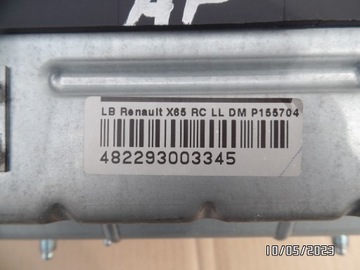 AP
LB Renault X65 RC LL DM P155704
482293003345
10/05/2023